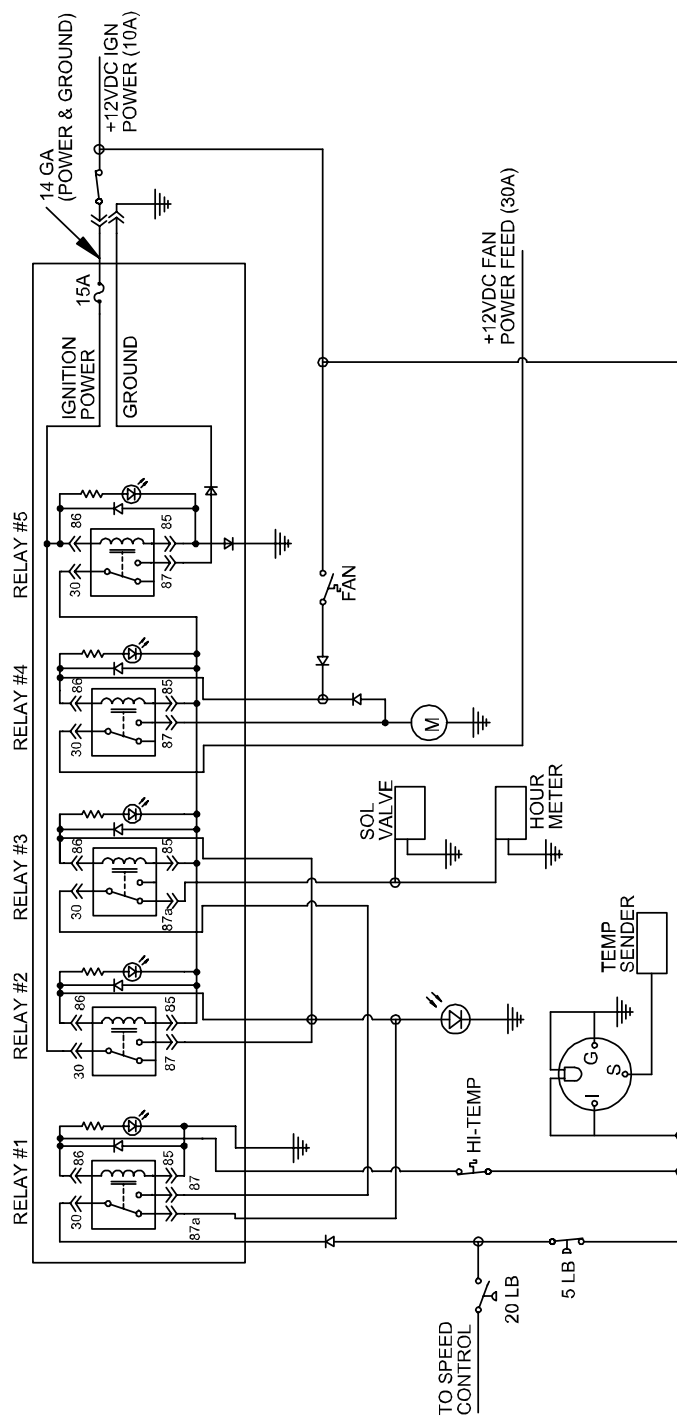 RELAY #1
RELAY #2
RELAY #3
RELAY #4
RELAY #5
IGNITION
POWER
GROUND
15A
14 GA
(POWER & GROUND)
+12VDC IGN
POWER (10A)
30
86
85
87
87a
30
86
85
87
30
86
85
87a
30
86
85
87
30
86
85
87
+12VDC FAN
POWER FEED (30A)
FAN
M
SOL
VALVE
HOUR
METER
TEMP
SENDER
G
S
I
HI-TEMP
5 LB
20 LB
TO SPEED
CONTROL